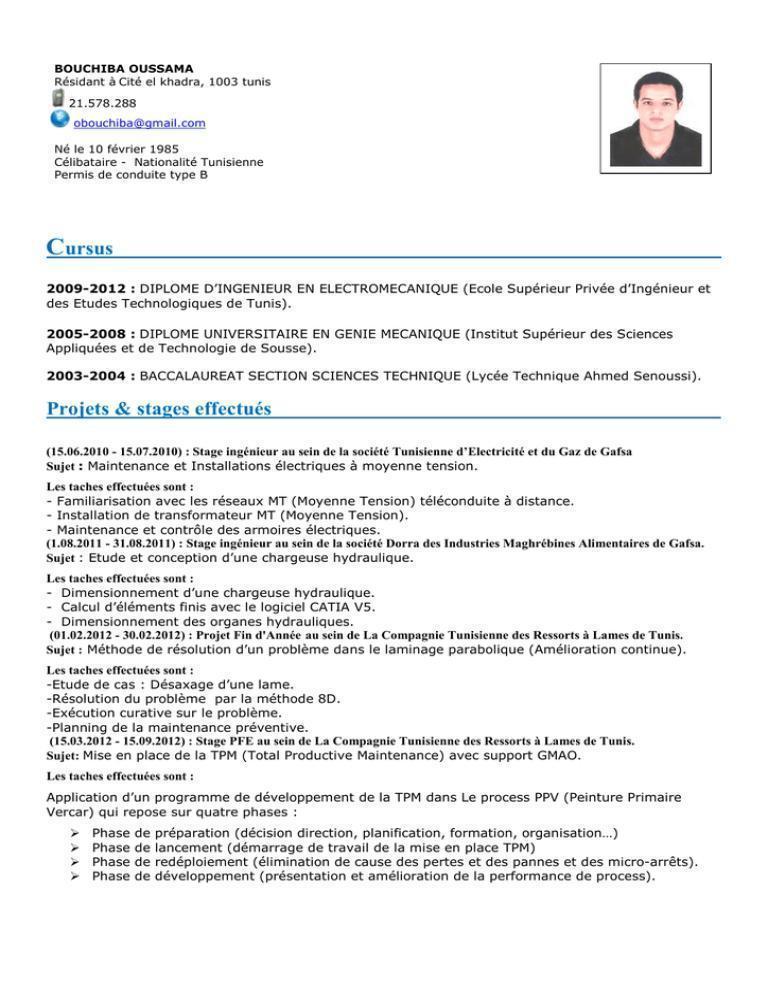 BOUCHIBA OUSSAMA
Résidant à Cité el khadra, 1003 tunis
21.578.288
obouchiba@gmail.com
Né le 10 février 1985
Célibataire - Nationalité Tunisienne
Permis de conduite type B
Cursus
2009-2012 : DIPLOME D’INGENIEUR EN ELECTROMECANIQUE (Ecole Supérieur Privée d’Ingénieur et
des Etudes Technologiques de Tunis).
2005-2008 : DIPLOME UNIVERSITAIRE EN GENIE MECANIQUE (Institut Supérieur des Sciences
Appliquées et de Technologie de Sousse).
2003-2004 : BACCALAUREAT SECTION SCIENCES TECHNIQUE (Lycée Technique Ahmed Senoussi).
Projets & stages effectués
(15.06.2010 - 15.07.2010) : Stage ingénieur au sein de la société Tunisienne d’Electricité et du Gaz de Gafsa
Sujet : Maintenance et Installations électriques à moyenne tension.
Les taches effectuées sont :
- Familiarisation avec les réseaux MT (Moyenne Tension) téléconduite à distance.
- Installation de transformateur MT (Moyenne Tension).
- Maintenance et contrôle des armoires électriques.
(1.08.2011 - 31.08.2011) : Stage ingénieur au sein de la société Dorra des Industries Maghrébines Alimentaires de Gafsa.
Sujet : Etude et conception d’une chargeuse hydraulique.
Les taches effectuées sont :
- Dimensionnement d’une chargeuse hydraulique.
- Calcul d’éléments finis avec le logiciel CATIA V5.
- Dimensionnement des organes hydrauliques.
(01.02.2012 - 30.02.2012) : Projet Fin d'Année au sein de La Compagnie Tunisienne des Ressorts à Lames de Tunis.
Sujet : Méthode de résolution d’un problème dans le laminage parabolique (Amélioration continue).
Les taches effectuées sont :
-Etude de cas : Désaxage d’une lame.
-Résolution du problème par la méthode 8D.
-Exécution curative sur le problème.
-Planning de la maintenance préventive.
(15.03.2012 - 15.09.2012) : Stage PFE au sein de La Compagnie Tunisienne des Ressorts à Lames de Tunis.
Sujet: Mise en place de la TPM (Total Productive Maintenance) avec support GMAO.
Les taches effectuées sont :
Application d’un programme de développement de la TPM dans Le process PPV (Peinture Primaire
Vercar) qui repose sur quatre phases :
➢ Phase de préparation (décision direction, planification, formation, organisation…)
➢ Phase de lancement (démarrage de travail de la mise en place TPM)
➢ Phase de redéploiement (élimination de cause des pertes et des pannes et des micro-arrêts).
➢ Phase de développement (présentation et amélioration de la performance de process).